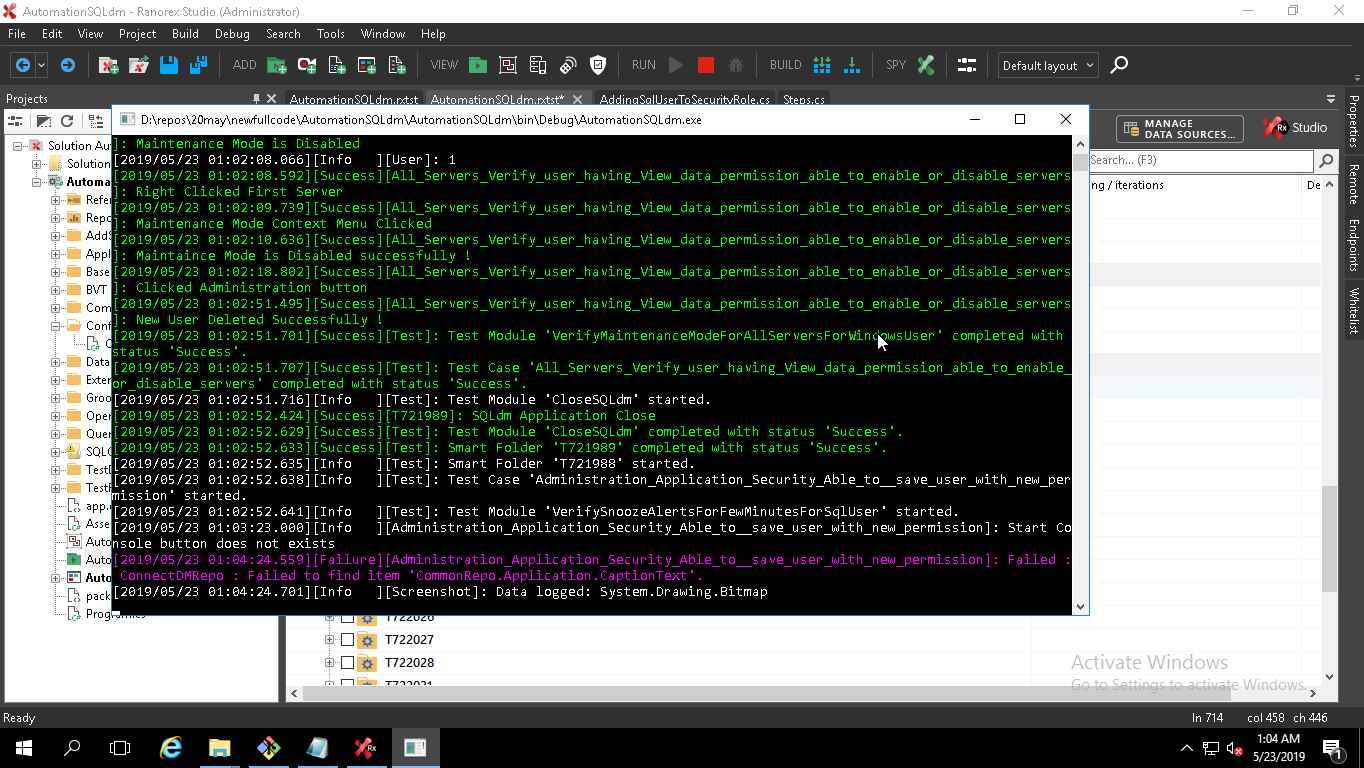 AutomationSQLdm - Ranorex Studio (Administrator)
File Edit View Project Build Debug Search Tools Window Help
ADD VIEW RUN BUILD SPY Default layout
Projects
AutomationSQLdm.rxtst AutomationSQLdm.rxtst* AddingSqlUserToSecurityRole.cs Steps.cs
D:\repos\20may\newfullcode\AutomationSQLdm\AutomationSQLdm\bin\Debug\AutomationSQLdm.exe
MANAGE
DATA SOURCES...
Studio
Search... (F3)
ng / iterations De
Properties
Remote
Endpoints
Whitelist
Solution Au
Solution
Automa
Refer
Repo
AddS
Appl
Base
BVT
Com
Conf
Data
Exter
Groo
Oper
Quer
SQLC
TestI
app.
Asse
Auto
Auto
Auto
pack
]: Maintenance Mode is Disabled
[2019/05/23 01:02:08.066][Info ][User]: 1
[2019/05/23 01:02:08.592][Success][All_Servers_Verify_user_having_View_data_permission_able_to_enable_or_disable_servers
]: Right Clicked First Server
[2019/05/23 01:02:09.739][Success][All_Servers_Verify_user_having_View_data_permission_able_to_enable_or_disable_servers
]: Maintenance Mode Context Menu Clicked
[2019/05/23 01:02:10.636][Success][All_Servers_Verify_user_having_View_data_permission_able_to_enable_or_disable_servers
]: Maintaince Mode is Disabled successfully !
[2019/05/23 01:02:18.802][Success][All_Servers_Verify_user_having_View_data_permission_able_to_enable_or_disable_servers
]: Clicked Administration button
[2019/05/23 01:02:51.495][Success][All_Servers_Verify_user_having_View_data_permission_able_to_enable_or_disable_servers
]: New User Deleted Successfully !
[2019/05/23 01:02:51.701][Success][Test]: Test Module 'VerifyMaintenanceModeForAllServersForWindowsUser' completed with
status 'Success'.
[2019/05/23 01:02:51.707][Success][Test]: Test Case 'All_Servers_Verify_user_having_View_data_permission_able_to_enable_
or_disable_servers' completed with status 'Success'.
[2019/05/23 01:02:51.716][Info ][Test]: Test Module 'CloseSQLdm' started.
[2019/05/23 01:02:52.424][Success][T721989]: SQLdm Application Close
[2019/05/23 01:02:52.629][Success][Test]: Test Module 'CloseSQLdm' completed with status 'Success'.
[2019/05/23 01:02:52.633][Success][Test]: Smart Folder 'T721989' completed with status 'Success'.
[2019/05/23 01:02:52.635][Info ][Test]: Smart Folder 'T721988' started.
[2019/05/23 01:02:52.638][Info ][Test]: Test Case 'Administration_Application_Security_Able_to__save_user_with_new_per
mission' started.
[2019/05/23 01:02:52.641][Info ][Test]: Test Module 'VerifySnoozeAlertsForFewMinutesForSqlUser' started.
[2019/05/23 01:03:23.000][Info ][Administration_Application_Security_Able_to__save_user_with_new_permission]: Start Co
nsole button does not exists
[2019/05/23 01:04:24.559][Failure][Administration_Application_Security_Able_to__save_user_with_new_permission]: Failed :
ConnectDMRepo : Failed to find item 'CommonRepo.Application.CaptionText'.
[2019/05/23 01:04:24.701][Info ][Screenshot]: Data logged: System.Drawing.Bitmap
T722026
T722027
T722028
T722031
Activate Windows
Go to Settings to activate Windows.
Ready ln 714 col 458 ch 446
1:04 AM
5/23/2019
1